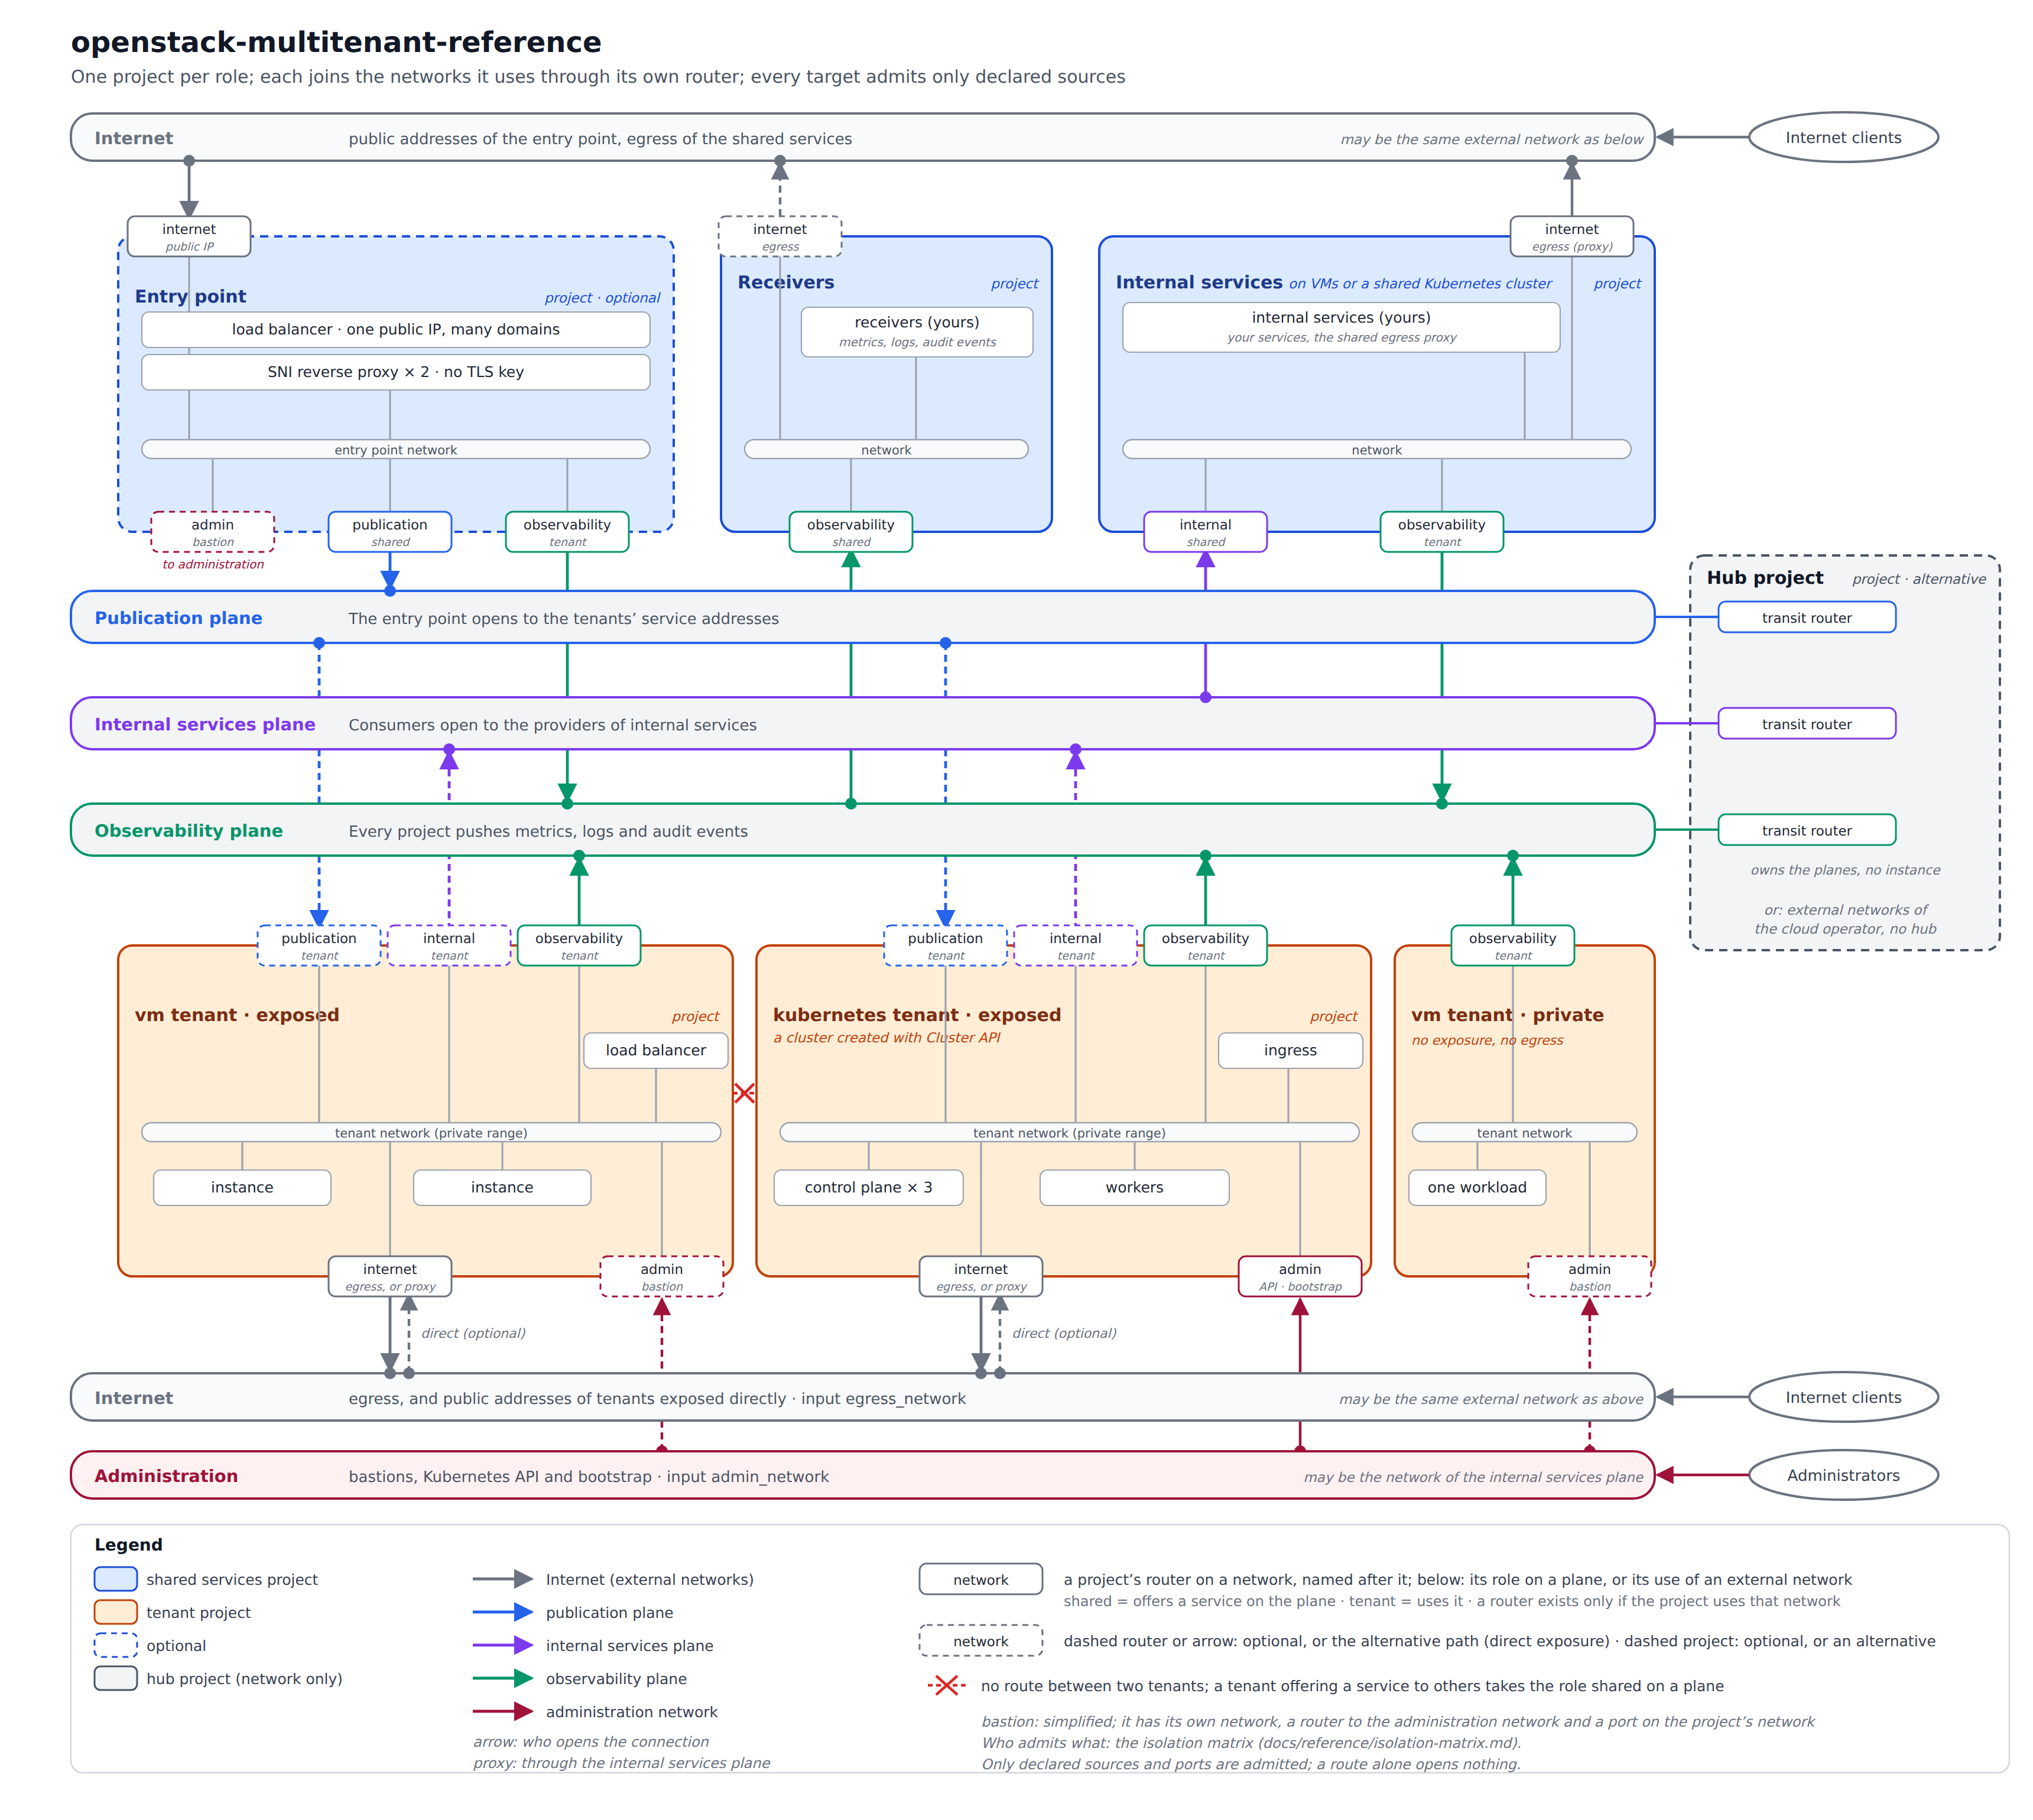 openstack-multitenant-reference
One project per role; each joins the networks it uses through its own router; every target admits only declared sources
Internet
public addresses of the entry point, egress of the shared services
may be the same external network as below
Internet clients
internet
public IP
internet
egress
internet
egress (proxy)
Entry point
project · optional
load balancer · one public IP, many domains
SNI reverse proxy × 2 · no TLS key
entry point network
admin
bastion
to administration
publication
shared
observability
tenant
Receivers
project
receivers (yours)
metrics, logs, audit events
network
observability
shared
Internal services on VMs or a shared Kubernetes cluster
project
internal services (yours)
your services, the shared egress proxy
network
internal
shared
observability
tenant
Publication plane
The entry point opens to the tenants’ service addresses
Internal services plane
Consumers open to the providers of internal services
Observability plane
Every project pushes metrics, logs and audit events
Hub project
project · alternative
transit router
transit router
transit router
owns the planes, no instance
or: external networks of
the cloud operator, no hub
publication
tenant
internal
tenant
observability
tenant
vm tenant · exposed
project
load balancer
tenant network (private range)
instance
instance
internet
egress, or proxy
admin
bastion
direct (optional)
publication
tenant
internal
tenant
observability
tenant
kubernetes tenant · exposed
project
a cluster created with Cluster API
ingress
tenant network (private range)
control plane × 3
workers
internet
egress, or proxy
admin
API · bootstrap
direct (optional)
observability
tenant
vm tenant · private
no exposure, no egress
tenant network
one workload
admin
bastion
Internet
egress, and public addresses of tenants exposed directly · input egress_network
may be the same external network as above
Internet clients
Administration
bastions, Kubernetes API and bootstrap · input admin_network
may be the network of the internal services plane
Administrators
Legend
shared services project
tenant project
optional
hub project (network only)
Internet (external networks)
publication plane
internal services plane
observability plane
administration network
arrow: who opens the connection
proxy: through the internal services plane
network
a project’s router on a network, named after it; below: its role on a plane, or its use of an external network
shared = offers a service on the plane · tenant = uses it · a router exists only if the project uses that network
network
dashed router or arrow: optional, or the alternative path (direct exposure) · dashed project: optional, or an alternative
no route between two tenants; a tenant offering a service to others takes the role shared on a plane
bastion: simplified; it has its own network, a router to the administration network and a port on the project’s network
Who admits what: the isolation matrix (docs/reference/isolation-matrix.md).
Only declared sources and ports are admitted; a route alone opens nothing.